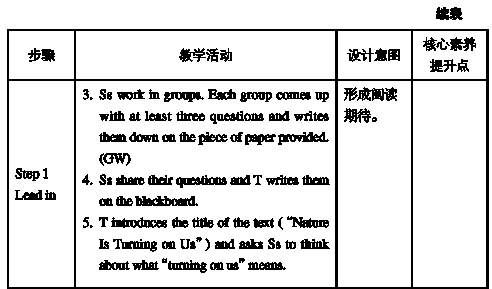 续表
步骤 教学活动 设计意图 核心素养
提升点
Step 1
Lead in
3. Ss work in groups. Each group comes up
with at least three questions and writes
them down on the piece of paper provided.
(GW)
4. Ss share their questions and T writes them
on the blackboard.
5. T introduces the title of the text (“Nature
Is Turning on Us”) and asks Ss to think
about what “turning on us” means.
形成阅读
期待。